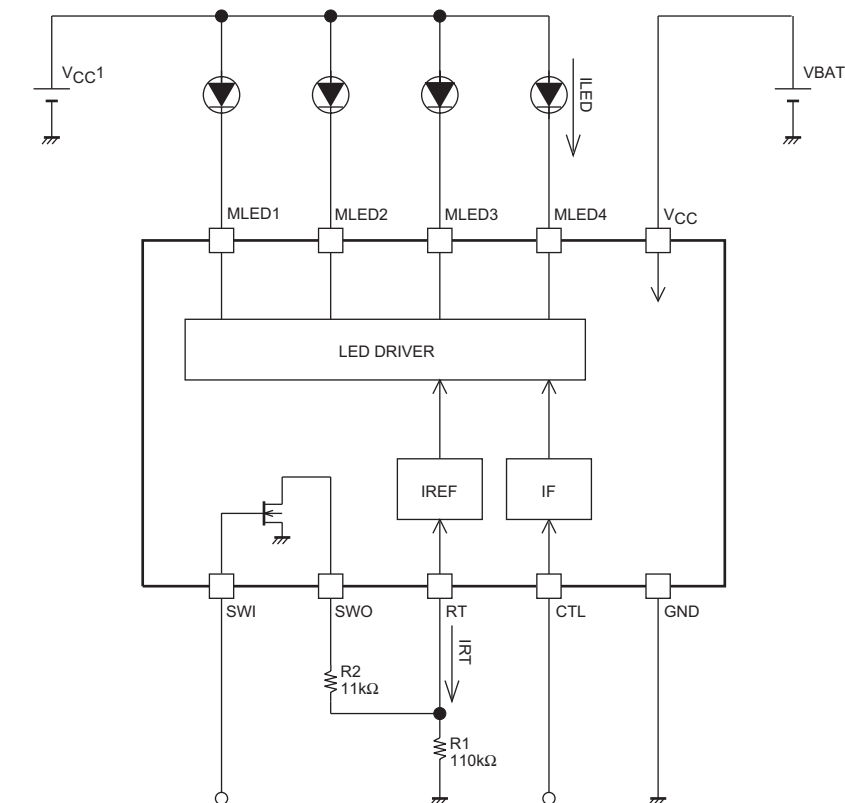 VCC1
VBAT
ILED
MLED1
MLED2
MLED3
MLED4
VCC
LED DRIVER
IREF
IF
SWI
SWO
RT
CTL
GND
IRT
R2
11kΩ
R1
110kΩ